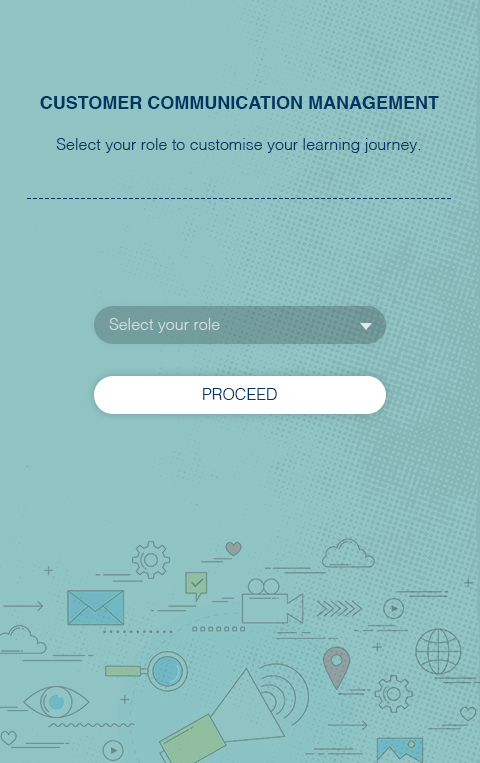 CUSTOMER COMMUNICATION MANAGEMENT
Select your role to customise your learning journey.
Select your role
PROCEED